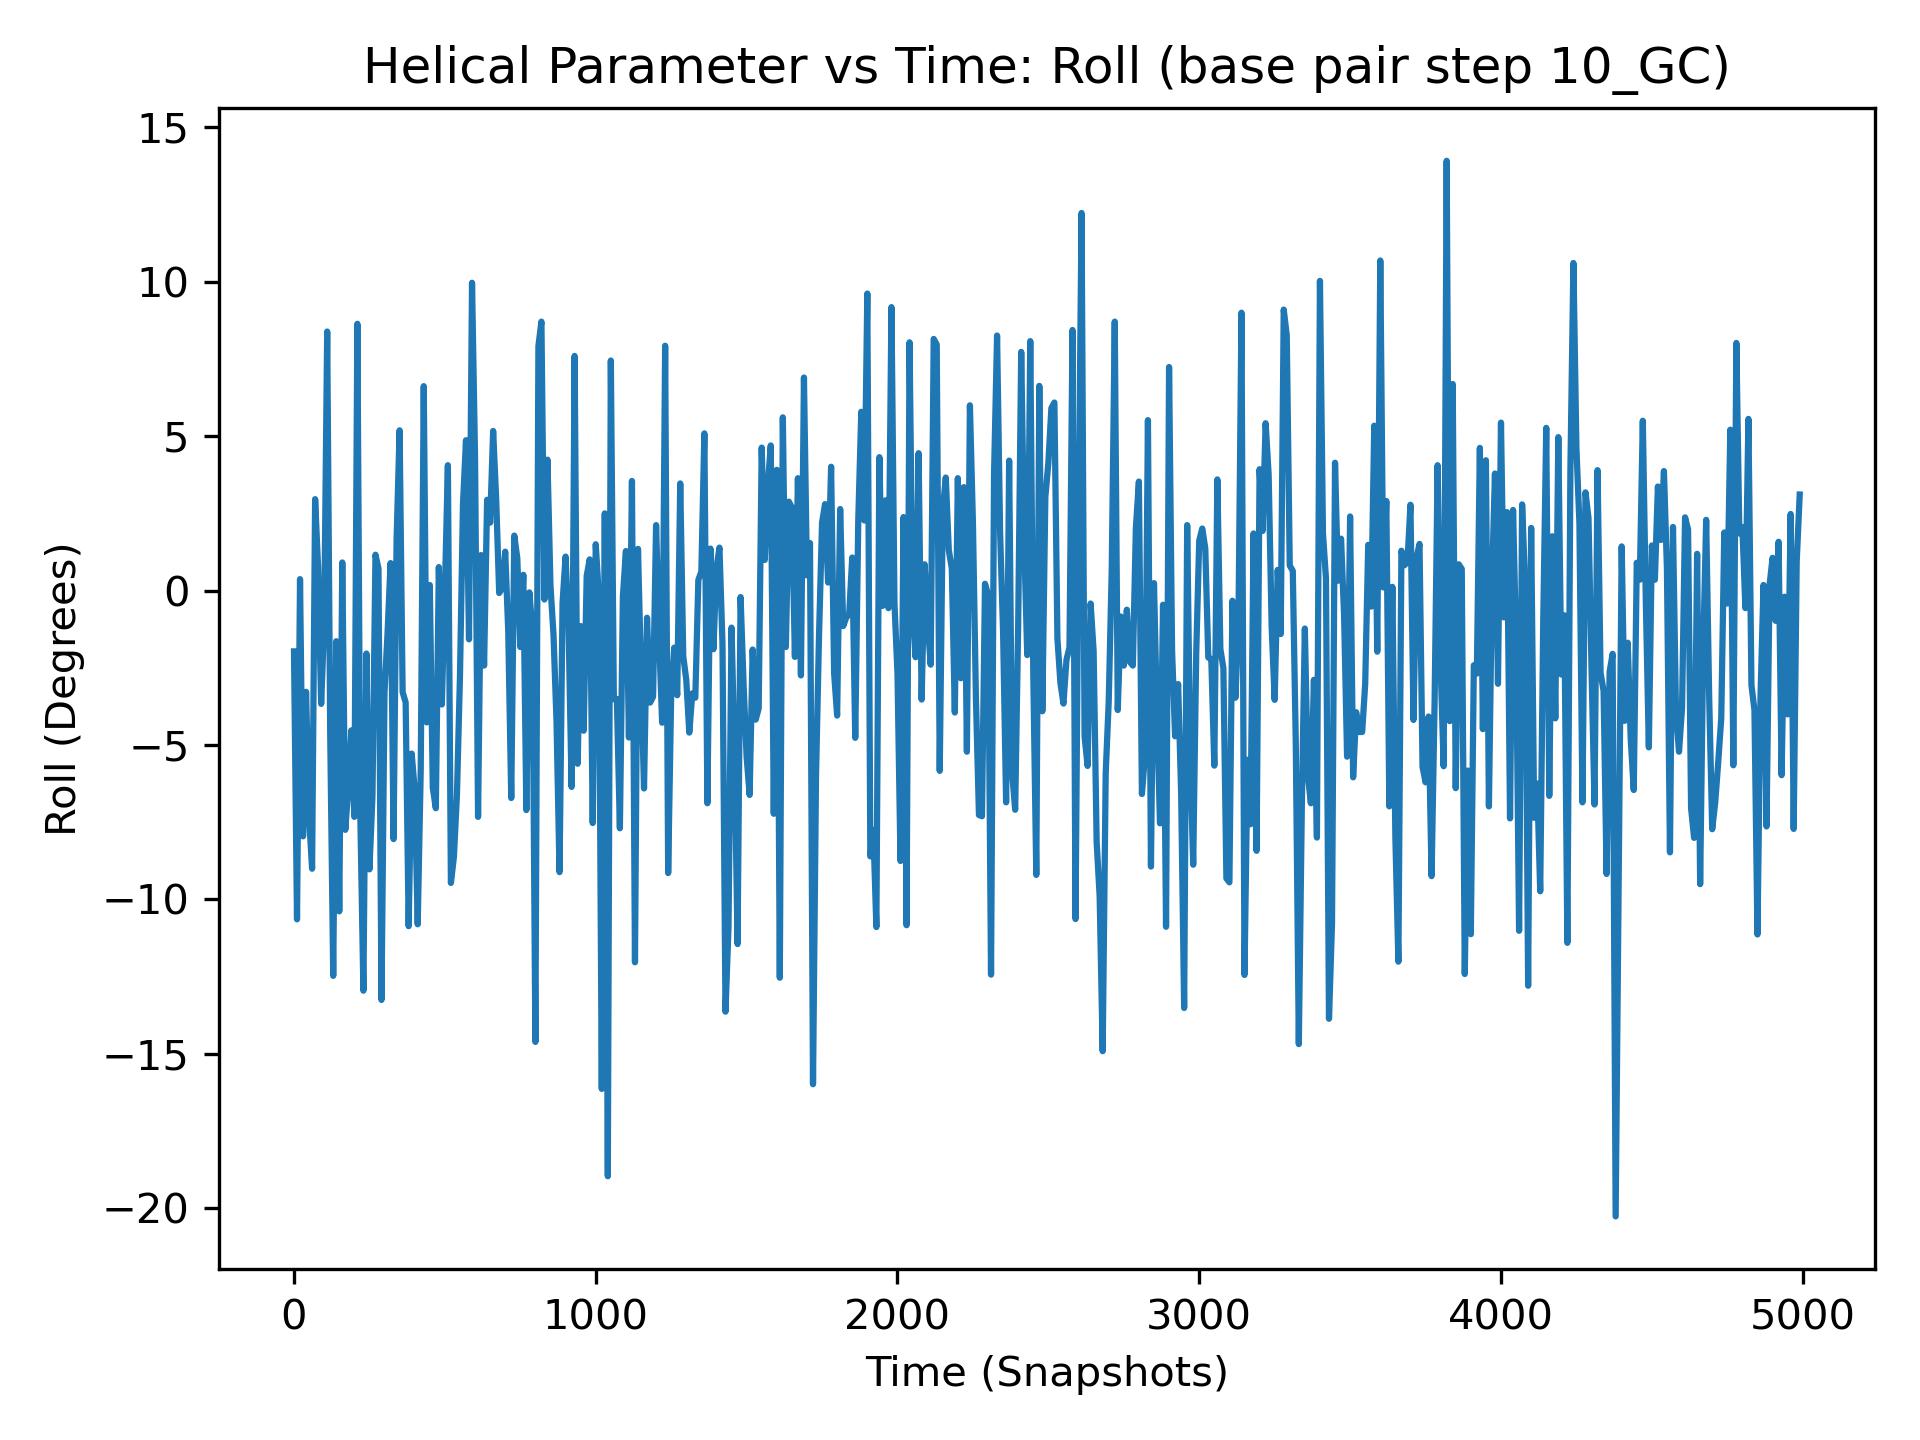 Helical Parameter vs Time: Roll (base pair step 10_GC)
15
10
5
0
−5
−10
−15
−20
Roll (Degrees)
0 1000 2000 3000 4000 5000
Time (Snapshots)